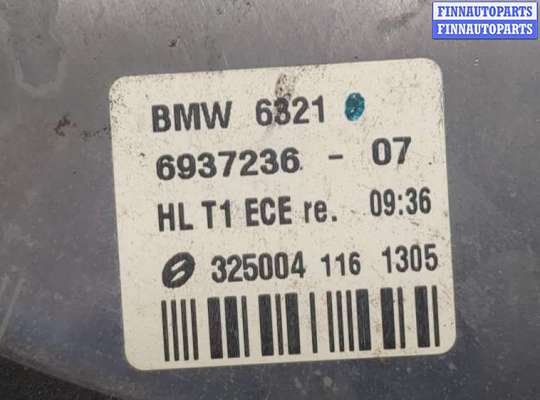 FINNAUTOPARTS
FINNAUTOPARTS
BMW 6321
6937236 - 07
HL T1 ECE re. 09:36
325004 116 1305